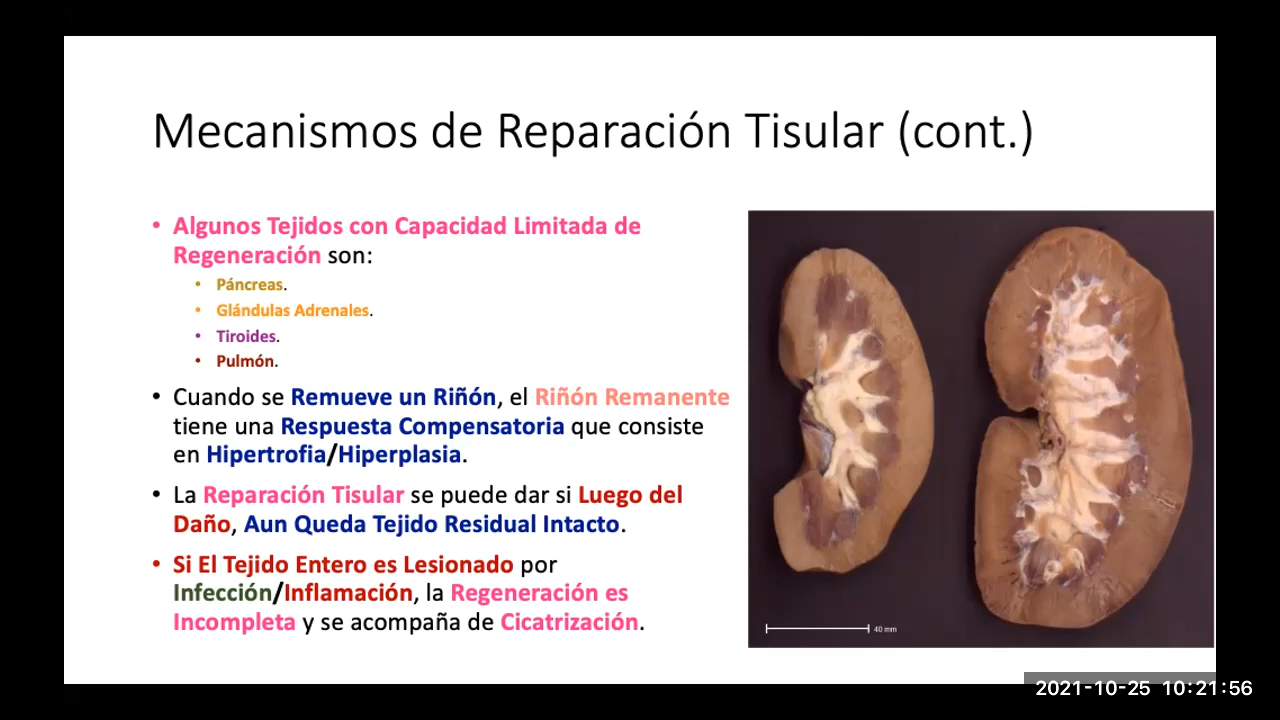 Mecanismos de Reparación Tisular (cont.)
• Algunos Tejidos con Capacidad Limitada de
Regeneración son:
• Páncreas.
• Glándulas Adrenales.
• Tiroides.
• Pulmón.
• Cuando se Remueve un Riñón, el Riñón Remanente
tiene una Respuesta Compensatoria que consiste
en Hipertrofia/Hiperplasia.
• La Reparación Tisular se puede dar si Luego del
Daño, Aun Queda Tejido Residual Intacto.
• Si El Tejido Entero es Lesionado por
Infección/Inflamación, la Regeneración es
Incompleta y se acompaña de Cicatrización.
40 mm
2021-10-25 10:21:56